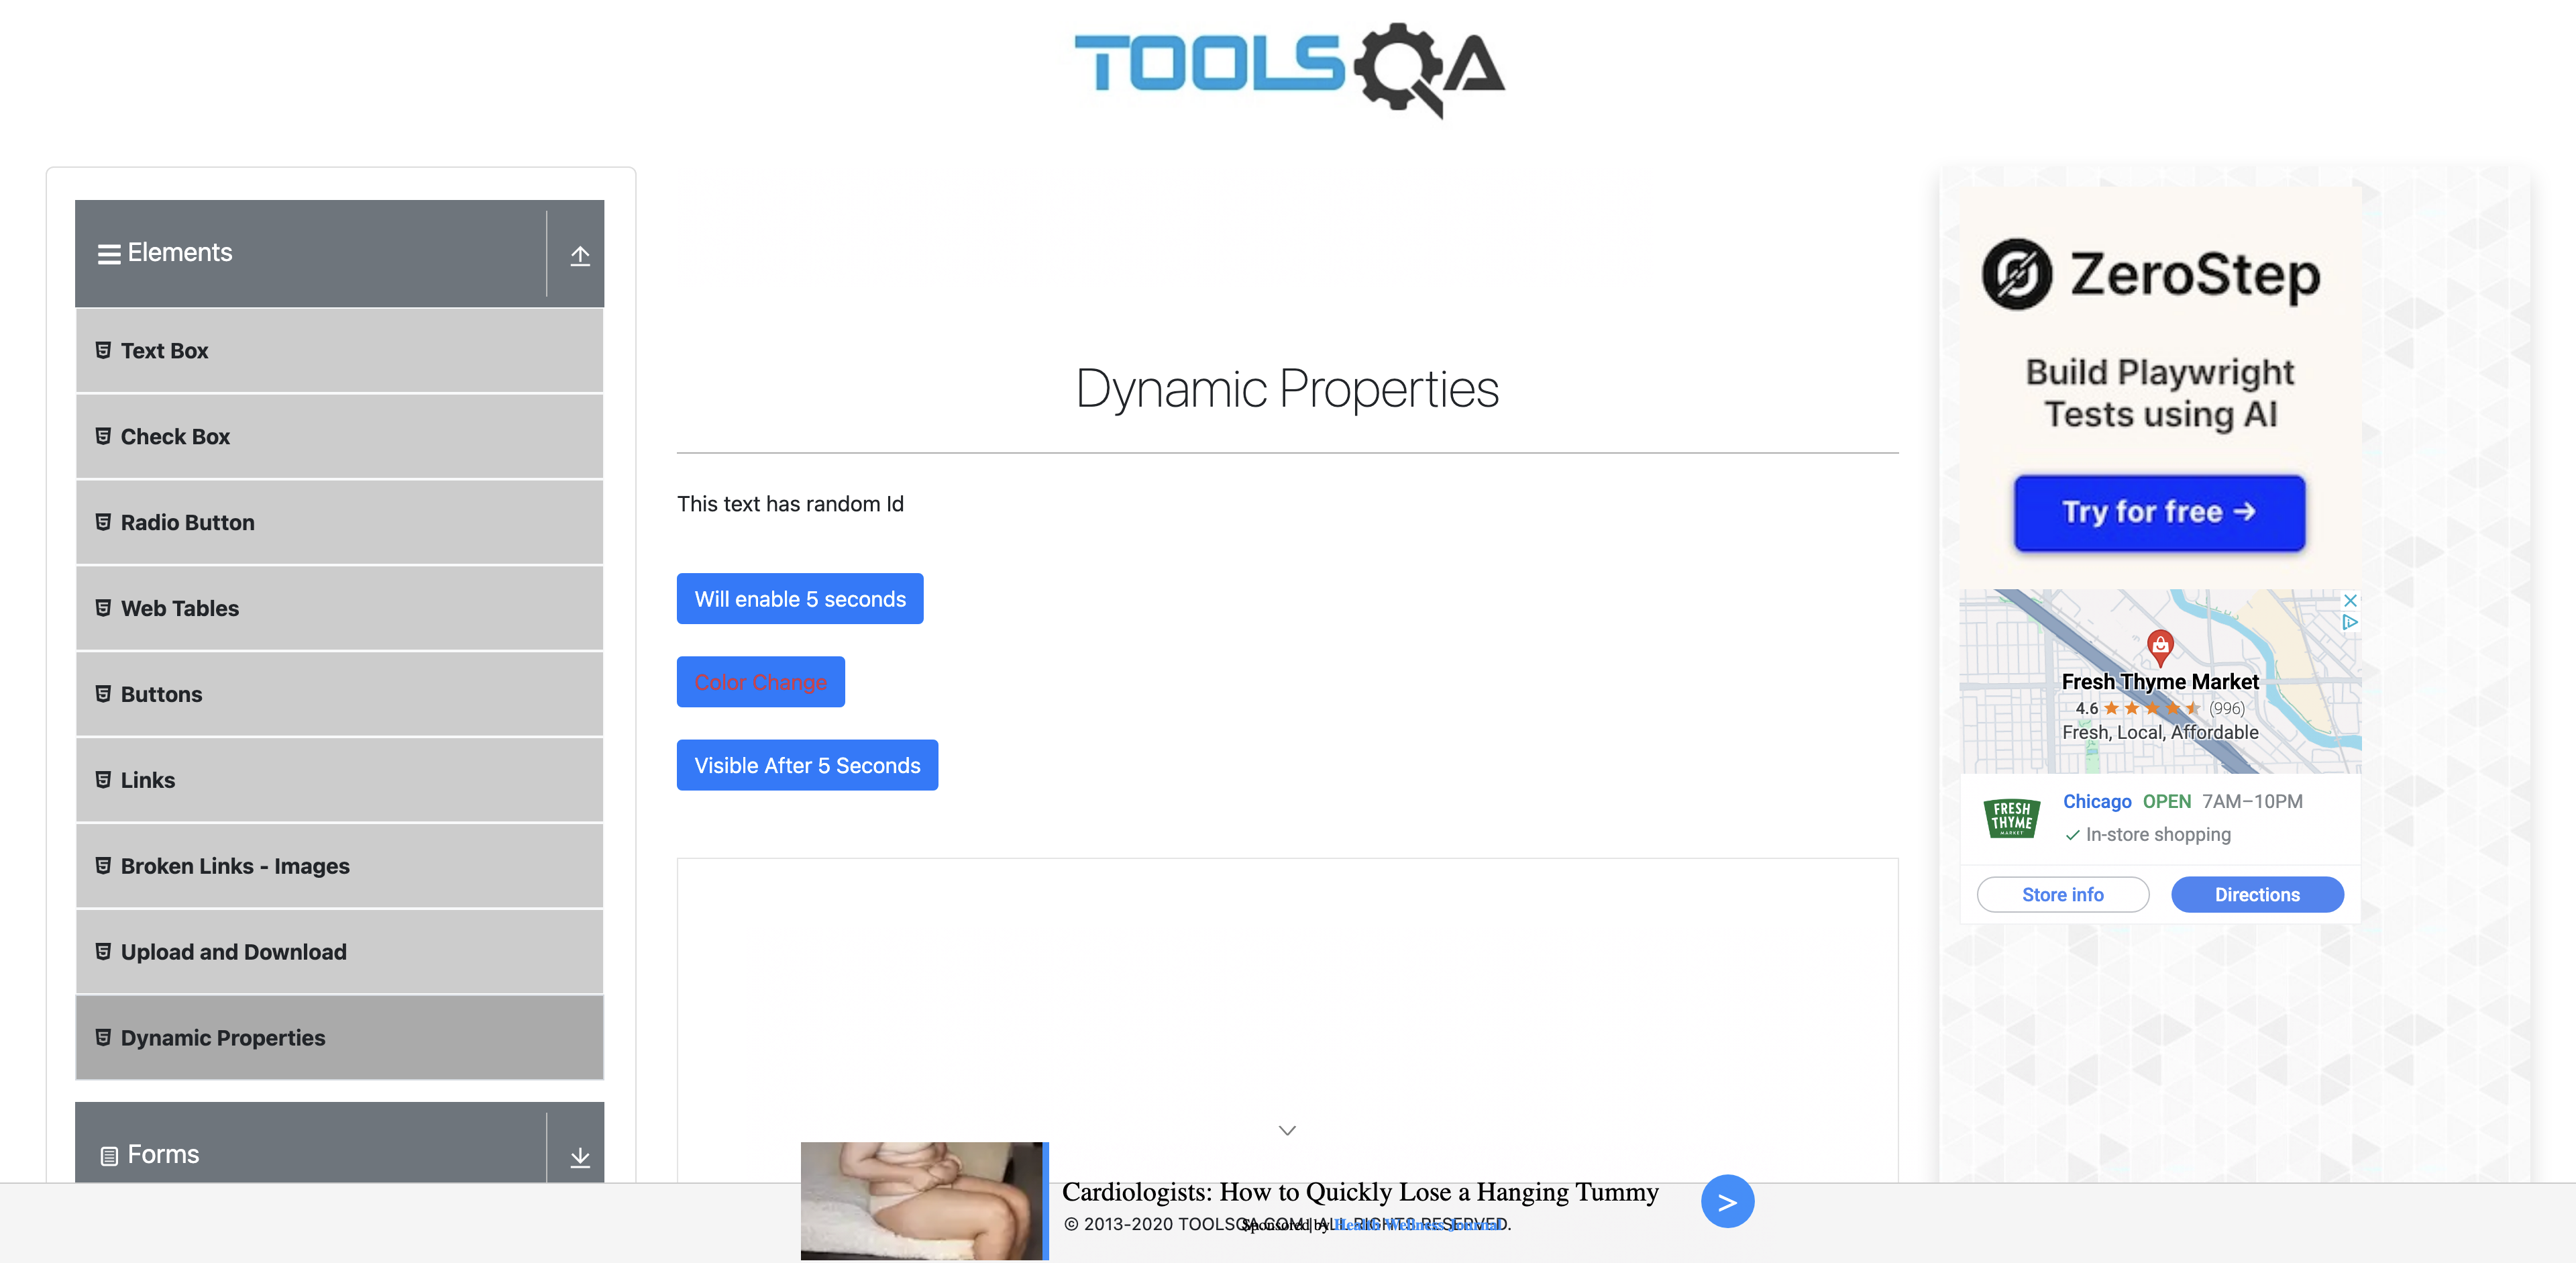 TOOLSQA
Elements
Text Box
Check Box
Radio Button
Web Tables
Buttons
Links
Broken Links - Images
Upload and Download
Dynamic Properties
Forms
Dynamic Properties
This text has random Id
Will enable 5 seconds
Color Change
Visible After 5 Seconds
ZeroStep
Build Playwright
Tests using AI
Try for free →
Fresh Thyme Market
4.6 (996)
Fresh, Local, Affordable
FRESH
THYME
MARKET
Chicago OPEN 7AM–10PM
In-store shopping
Store info
Directions
Cardiologists: How to Quickly Lose a Hanging Tummy
© 2013-2020 TOOLSQA.COM | ALL RIGHTS RESERVED.
Sponsored by Health Wellness Journal
>